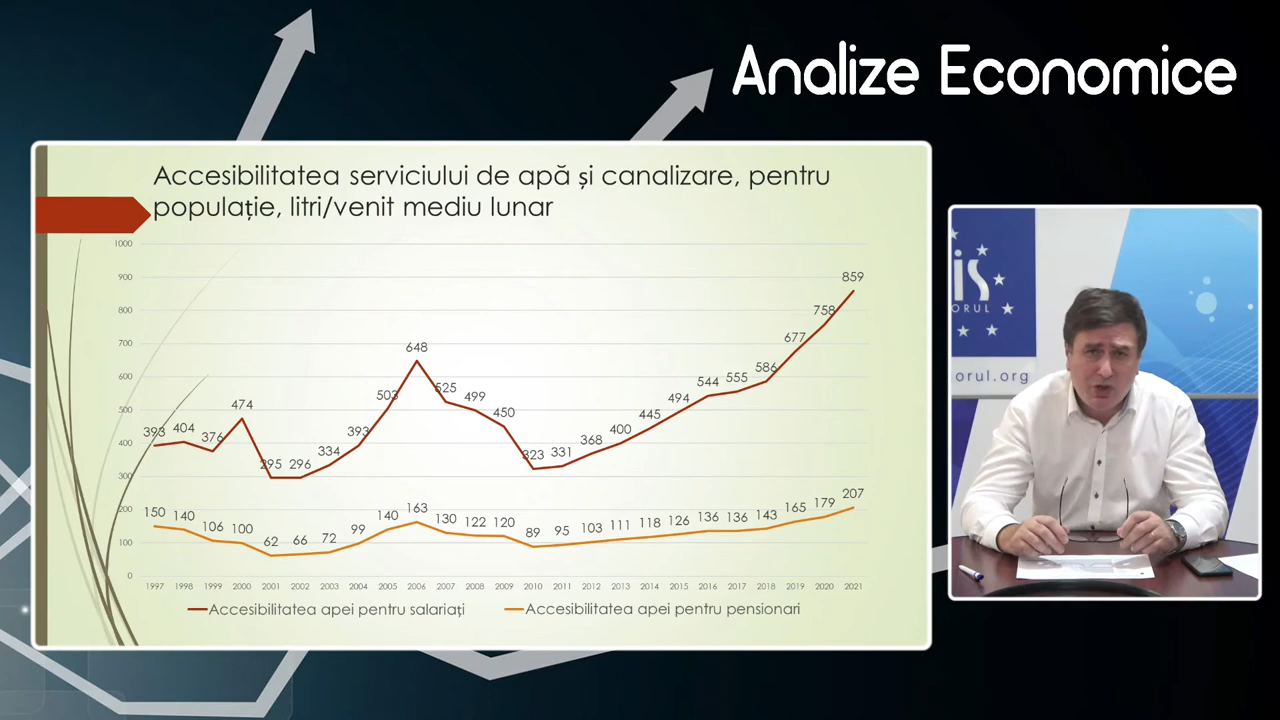 Analize Economice
Accesibilitatea serviciului de apă și canalizare, pentru
populație, litri/venit mediu lunar
1000
900
800
700
600
500
400
300
200
100
0
393 404 376 474 295 296 334 393 503 648 525 499 450 323 331 368 400 445 494 544 555 586 677 758 859
150 140 106 100 62 66 72 99 140 163 130 122 120 89 95 103 111 118 126 136 136 143 165 179 207
1997 1998 1999 2000 2001 2002 2003 2004 2005 2006 2007 2008 2009 2010 2011 2012 2013 2014 2015 2016 2017 2018 2019 2020 2021
Accesibilitatea apei pentru salariați Accesibilitatea apei pentru pensionari
is
ORUL
orul.org